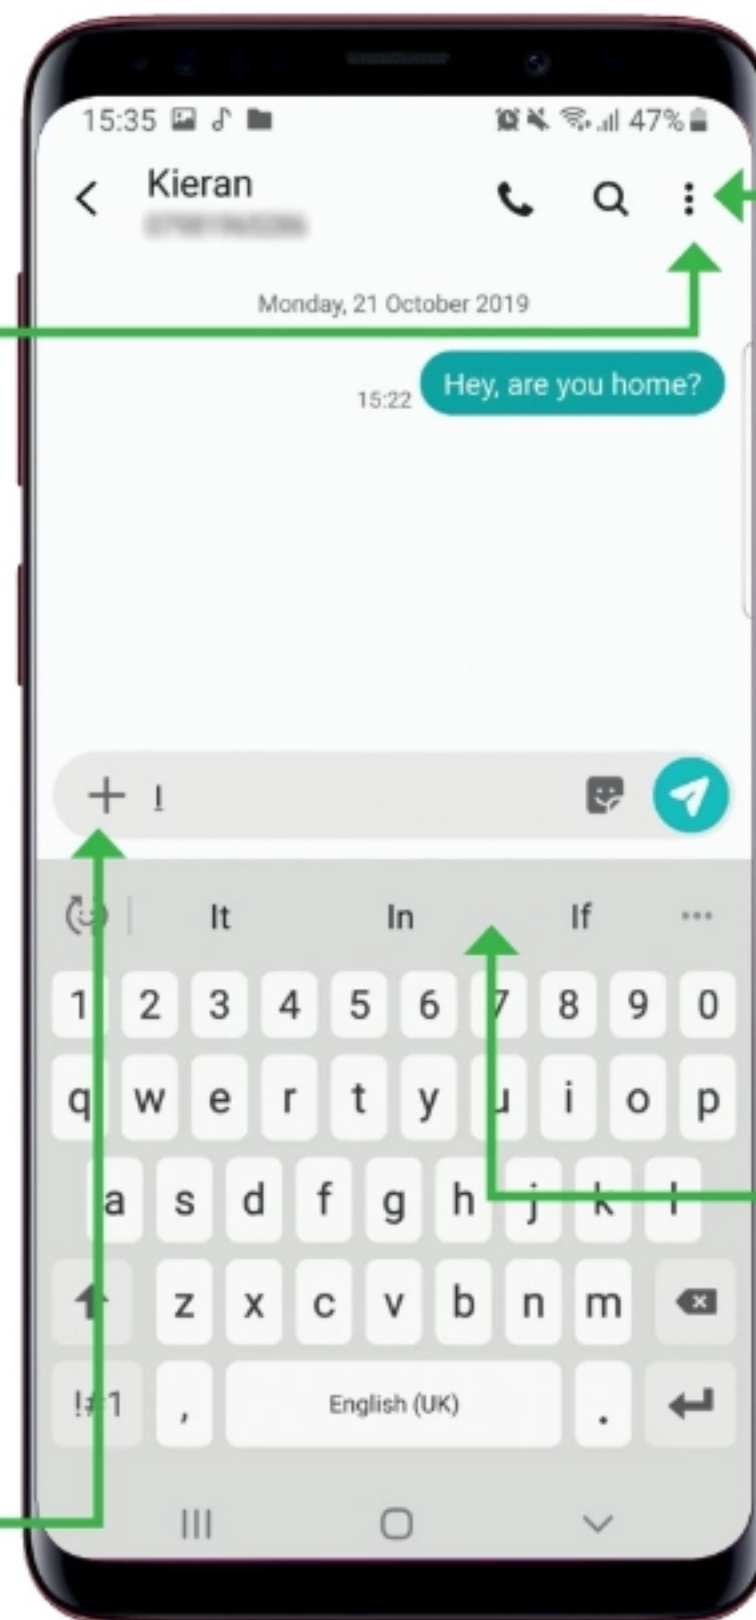 15:35 47%
Kieran
Monday, 21 October 2019
15:22 Hey, are you home?
I
It In If
1 2 3 4 5 6 7 8 9 0
q w e r t y u i o p
a s d f g h j k l
z x c v b n m
!#1 , English (UK) .